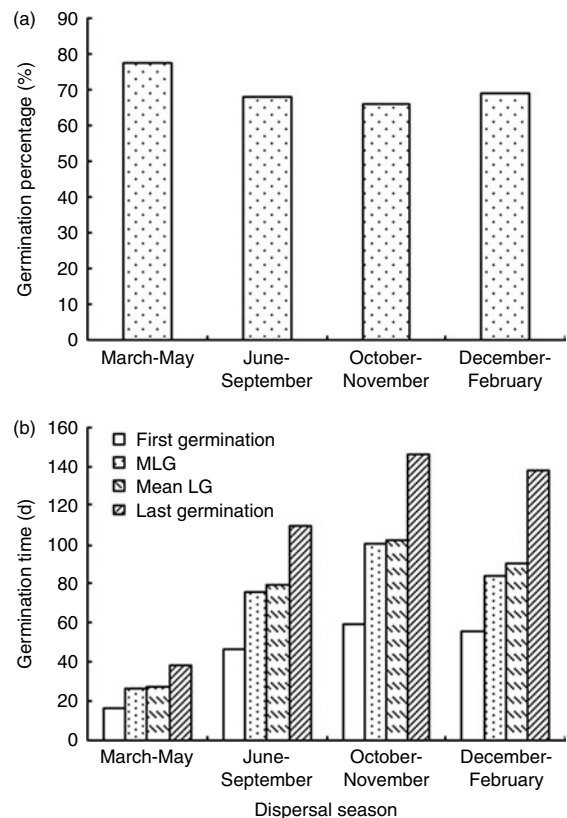 (a)
90
80
70
60
50
40
30
20
10
0
Germination percentage (%)
March-May
June-
September
October-
November
December-
February
(b)
160
140
120
100
80
60
40
20
0
Germination time (d)
First germination
MLG
Mean LG
Last germination
March-May
June-
September
October-
November
December-
February
Dispersal season